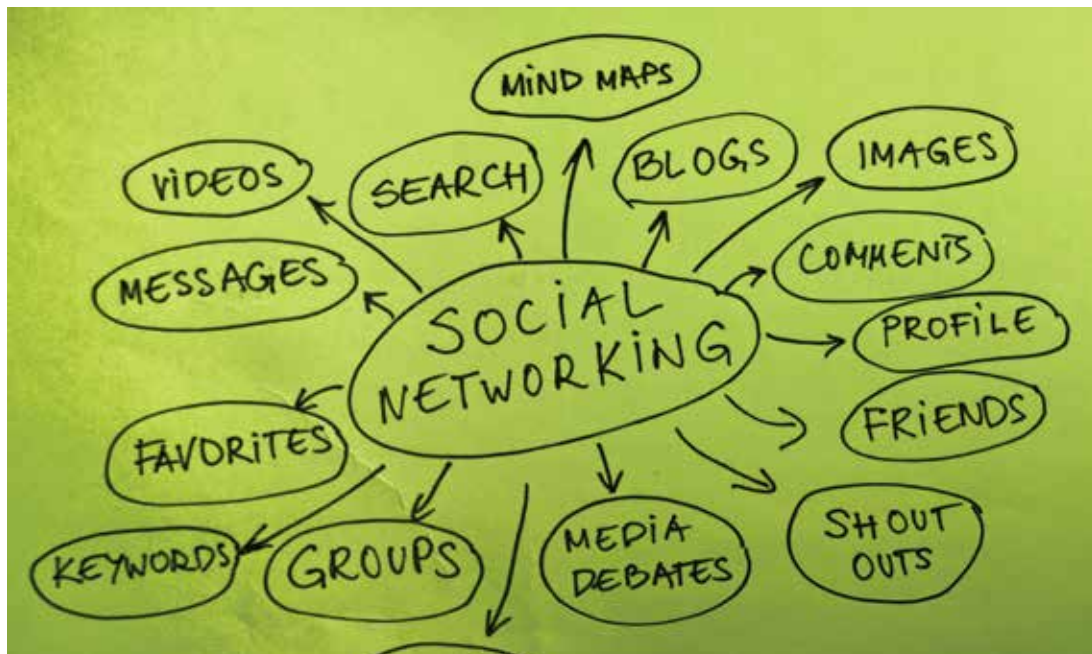 MiND MAPS
ViDEOS
SEARCH
BLOGS
IMAGES
MESSAGES
COMMENTS
SOCiAL
NETWORKiNG
PROFiLE
FAVORiTES
FRiENDS
KEYWORDS
GROUPS
MEDiA
DEBATES
SHOUT
OUTS